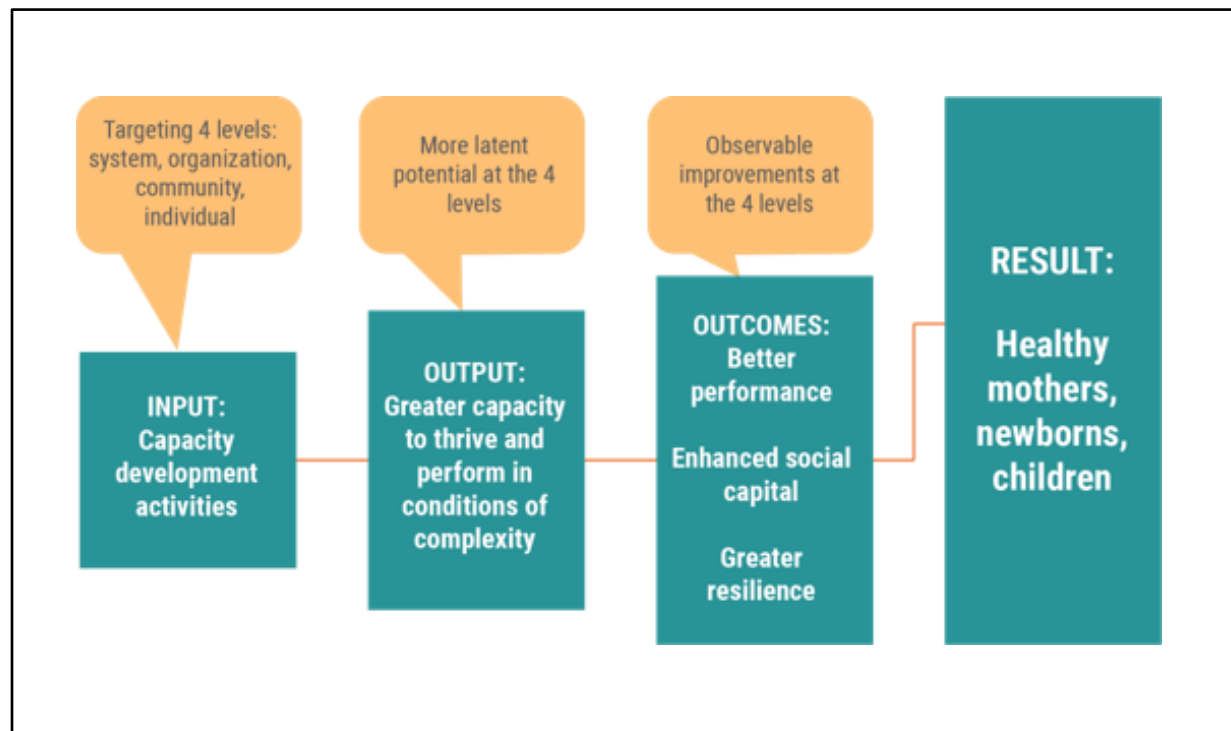 Targeting 4 levels:
system, organization,
community,
individual
More latent
potential at the 4
levels
Observable
improvements at
the 4 levels
INPUT:
Capacity
development
activities
OUTPUT:
Greater capacity
to thrive and
perform in
conditions of
complexity
OUTCOMES:
Better
performance
Enhanced social
capital
Greater
resilience
RESULT:
Healthy
mothers,
newborns,
children